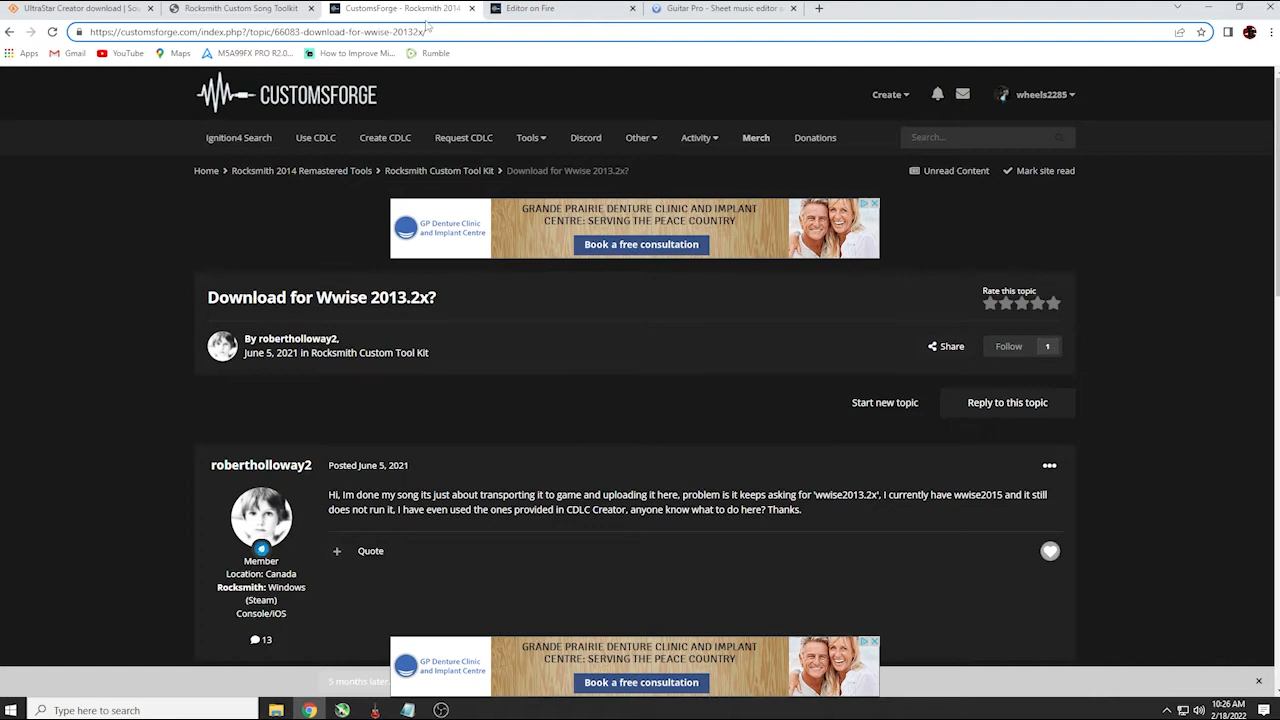 UltraStar Creator download | Sou
Rocksmith Custom Song Toolkit
CustomsForge - Rocksmith 2014
Editor on Fire
Guitar Pro - Sheet music editor s
https://customsforge.com/index.php?/topic/66083-download-for-wwise-20132x/
Apps
Gmail
YouTube
Maps
M5A99FX PRO R2.0...
How to Improve Mi...
Rumble
CUSTOMSFORGE
Create
wheels2285
Ignition4 Search
Use CDLC
Create CDLC
Request CDLC
Tools
Discord
Other
Activity
Merch
Donations
Search...
Home > Rocksmith 2014 Remastered Tools > Rocksmith Custom Tool Kit > Download for Wwise 2013.2x?
Unread Content
Mark site read
GP Denture Clinic
and Implant Centre
GRANDE PRAIRIE DENTURE CLINIC AND IMPLANT
CENTRE: SERVING THE PEACE COUNTRY
Book a free consultation
Download for Wwise 2013.2x?
Rate this topic
By robertholloway2,
June 5, 2021 in Rocksmith Custom Tool Kit
Share
Follow
1
Start new topic
Reply to this topic
robertholloway2
Posted June 5, 2021
Hi, Im done my song its just about transporting it to game and uploading it here, problem is it keeps asking for 'wwise2013.2x', I currently have wwise2015 and it still
does not run it, I have even used the ones provided in CDLC Creator, anyone know what to do here? Thanks.
+ Quote
Member
Location: Canada
Rocksmith: Windows
(Steam)
Console/IOS
13
5 months later...
GP Denture Clinic
and Implant Centre
GRANDE PRAIRIE DENTURE CLINIC AND IMPLANT
CENTRE: SERVING THE PEACE COUNTRY
Book a free consultation
Type here to search
10:26 AM
2/18/2022